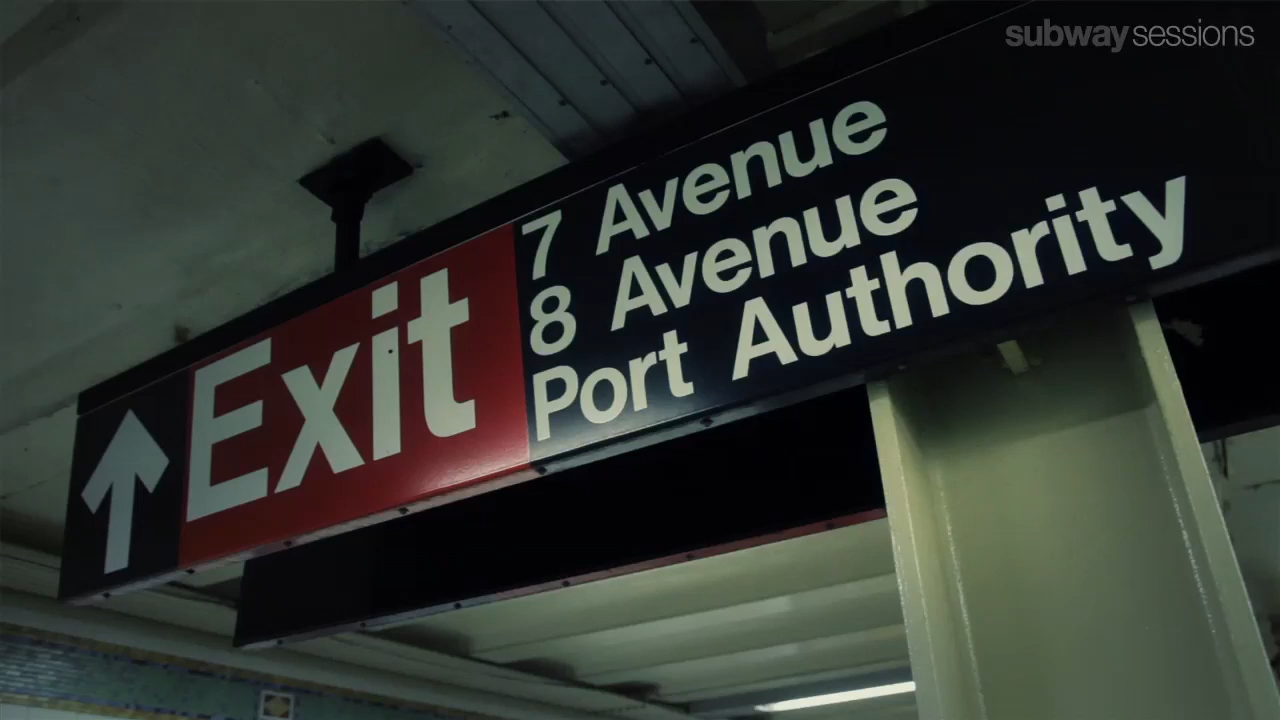 subwaysessions
Exit
7 Avenue
8 Avenue
Port Authority